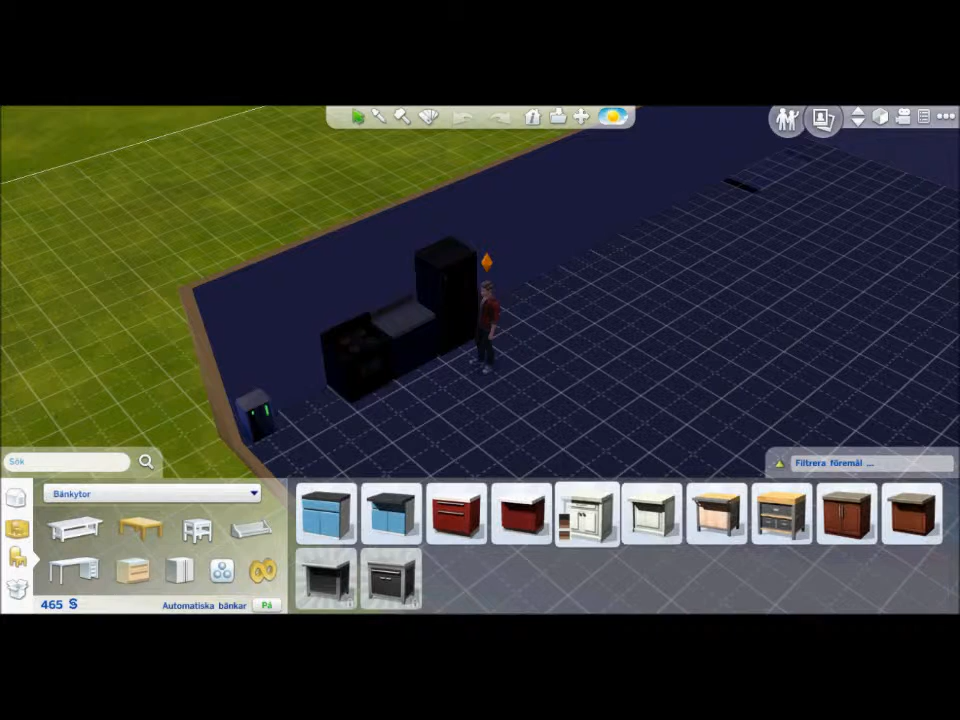 Sök
Filtrera föremål ...
Bänkytor
465 §
Automatiska bänkar
På